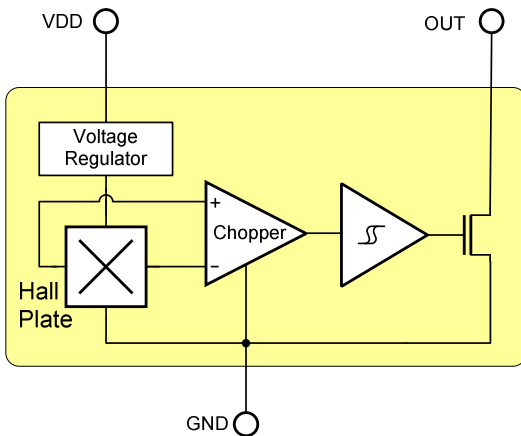 VDD
OUT
Voltage
Regulator
+
Chopper
−
Hall
Plate
GND